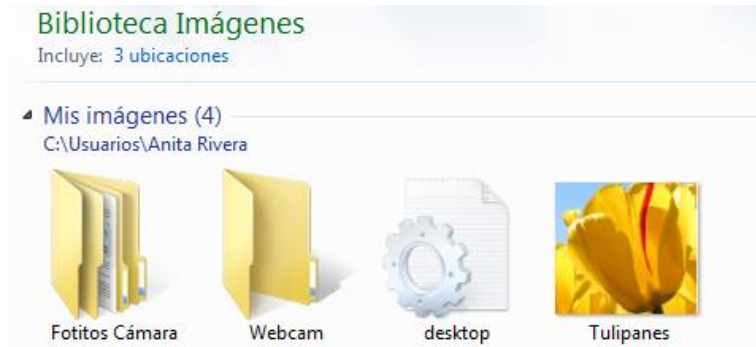 Biblioteca Imágenes
Incluye: 3 ubicaciones
Mis imágenes (4)
C:\Usuarios\Anita Rivera
Fotitos Cámara
Webcam
desktop
Tulipanes